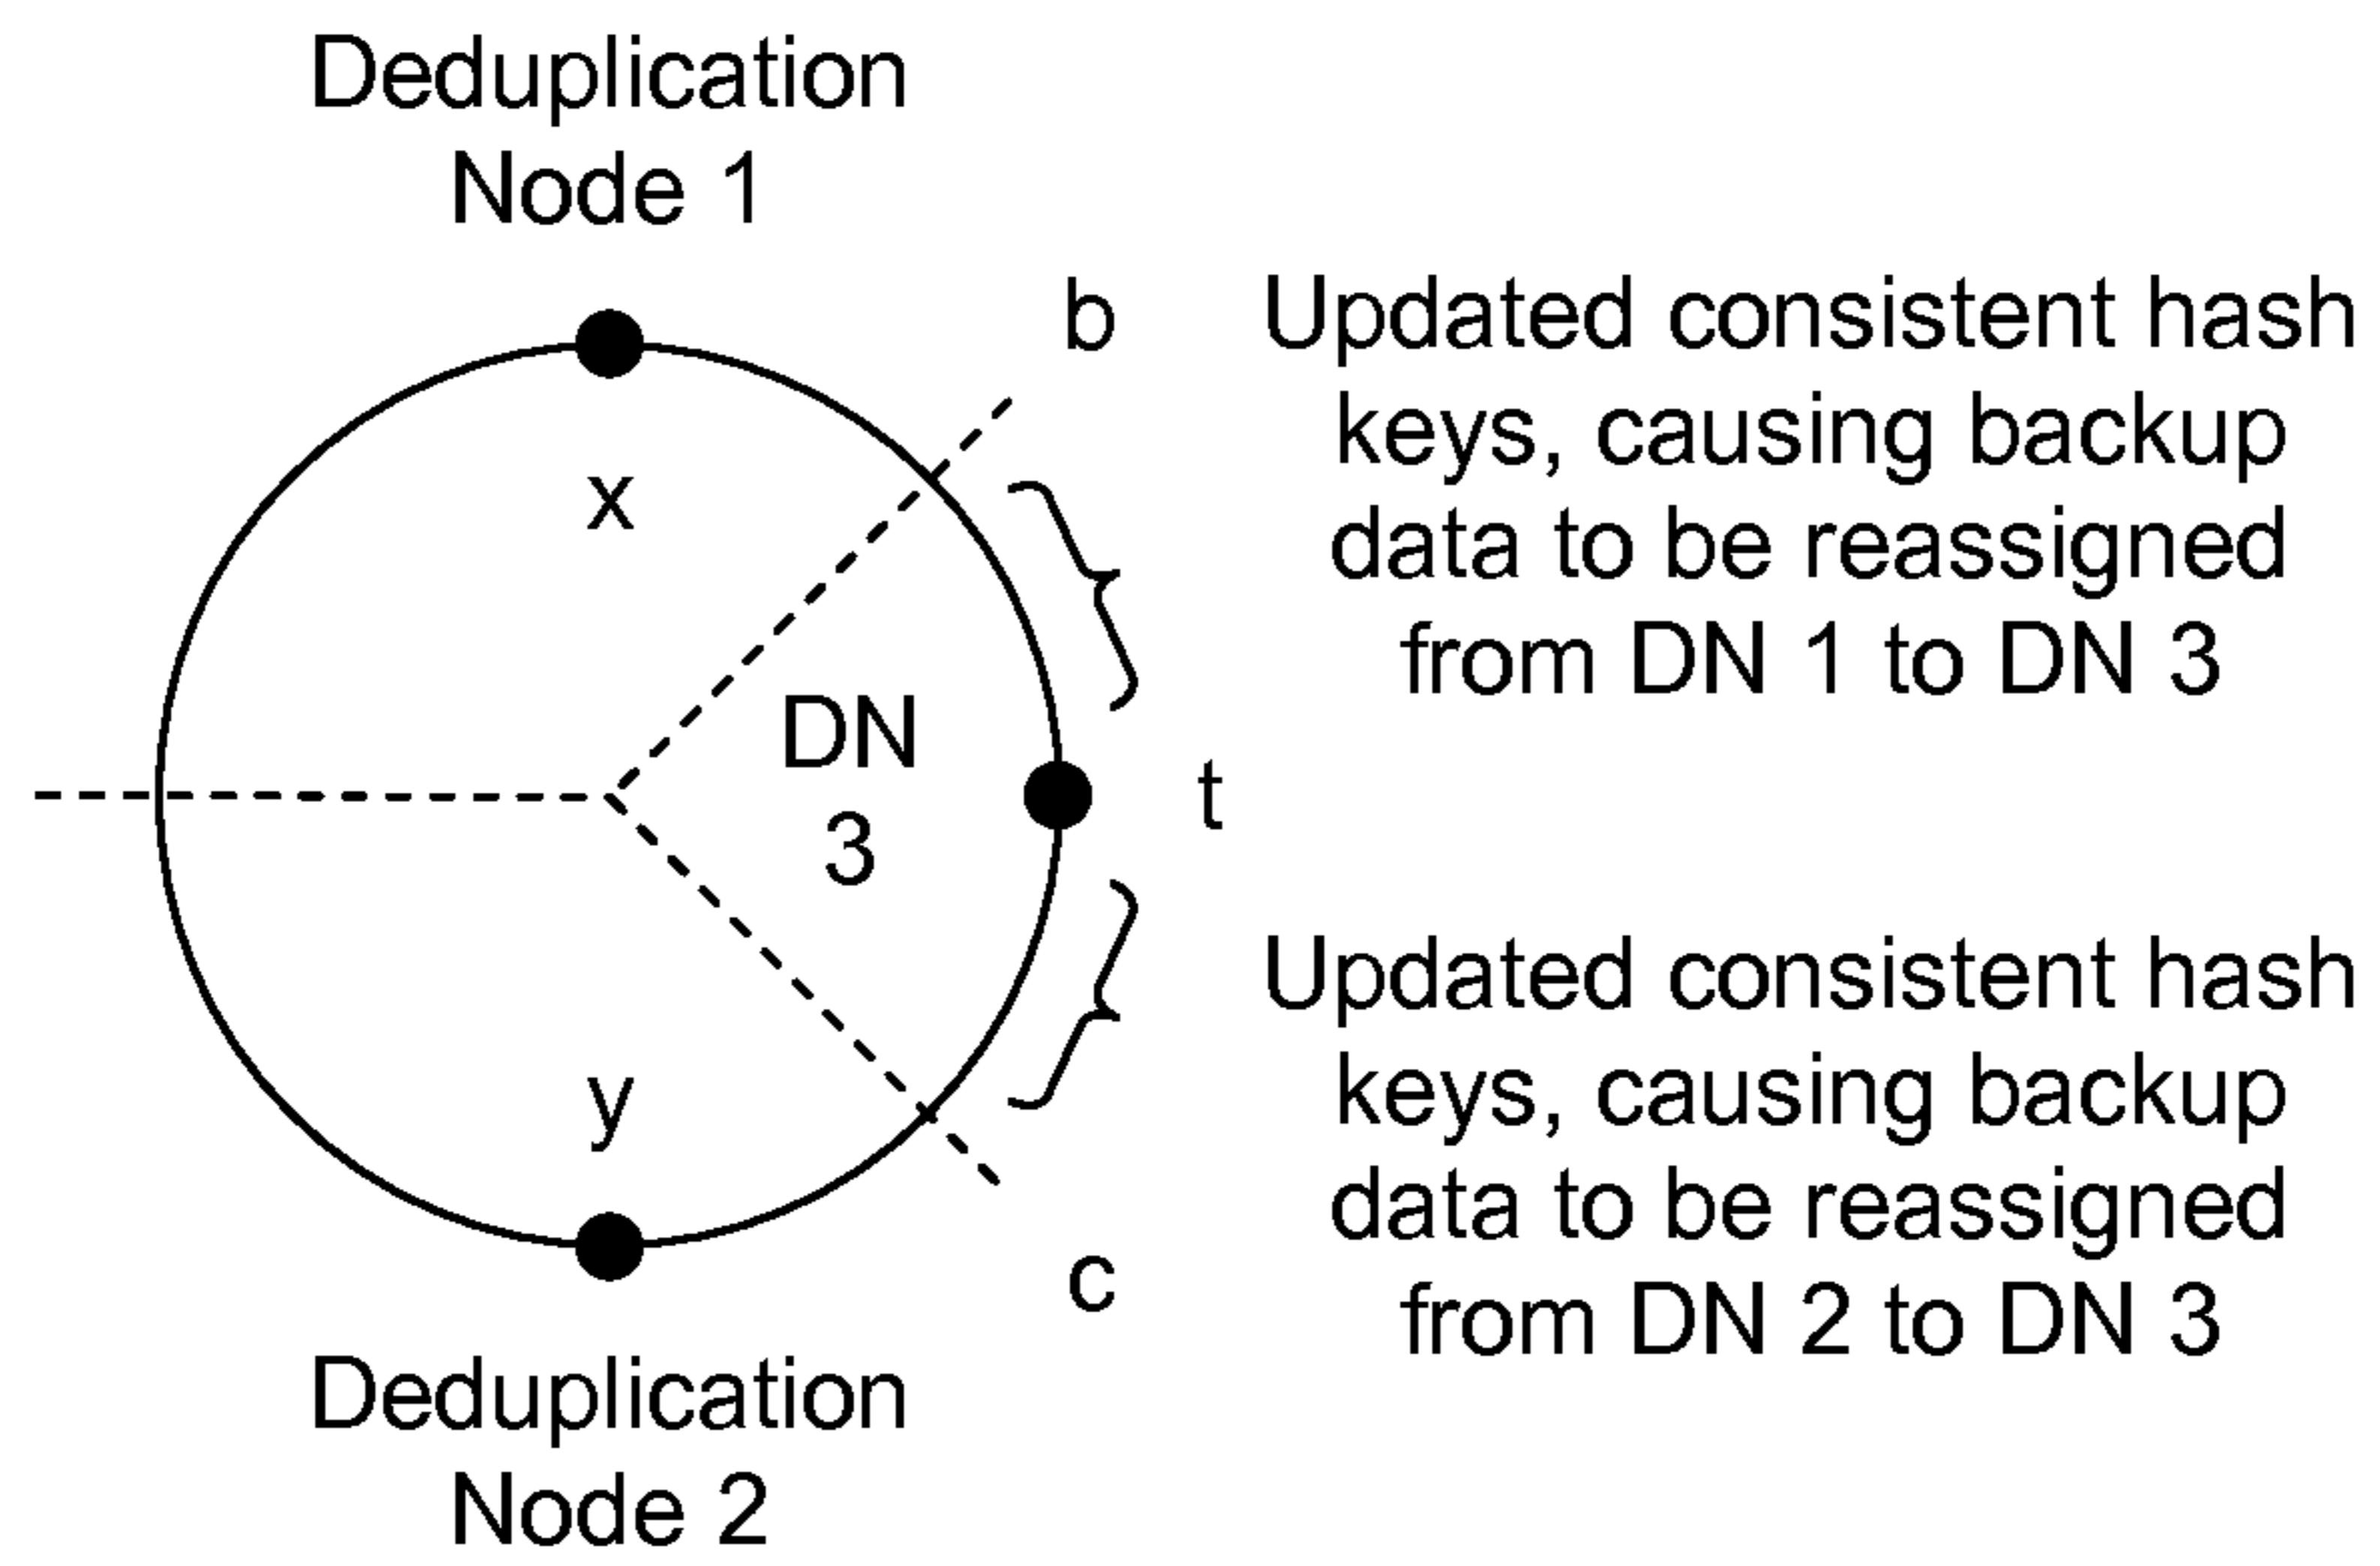 Deduplication
Node 1
b
x
Updated consistent hash
keys, causing backup
data to be reassigned
from DN 1 to DN 3
DN
3
t
y
c
Updated consistent hash
keys, causing backup
data to be reassigned
from DN 2 to DN 3
Deduplication
Node 2